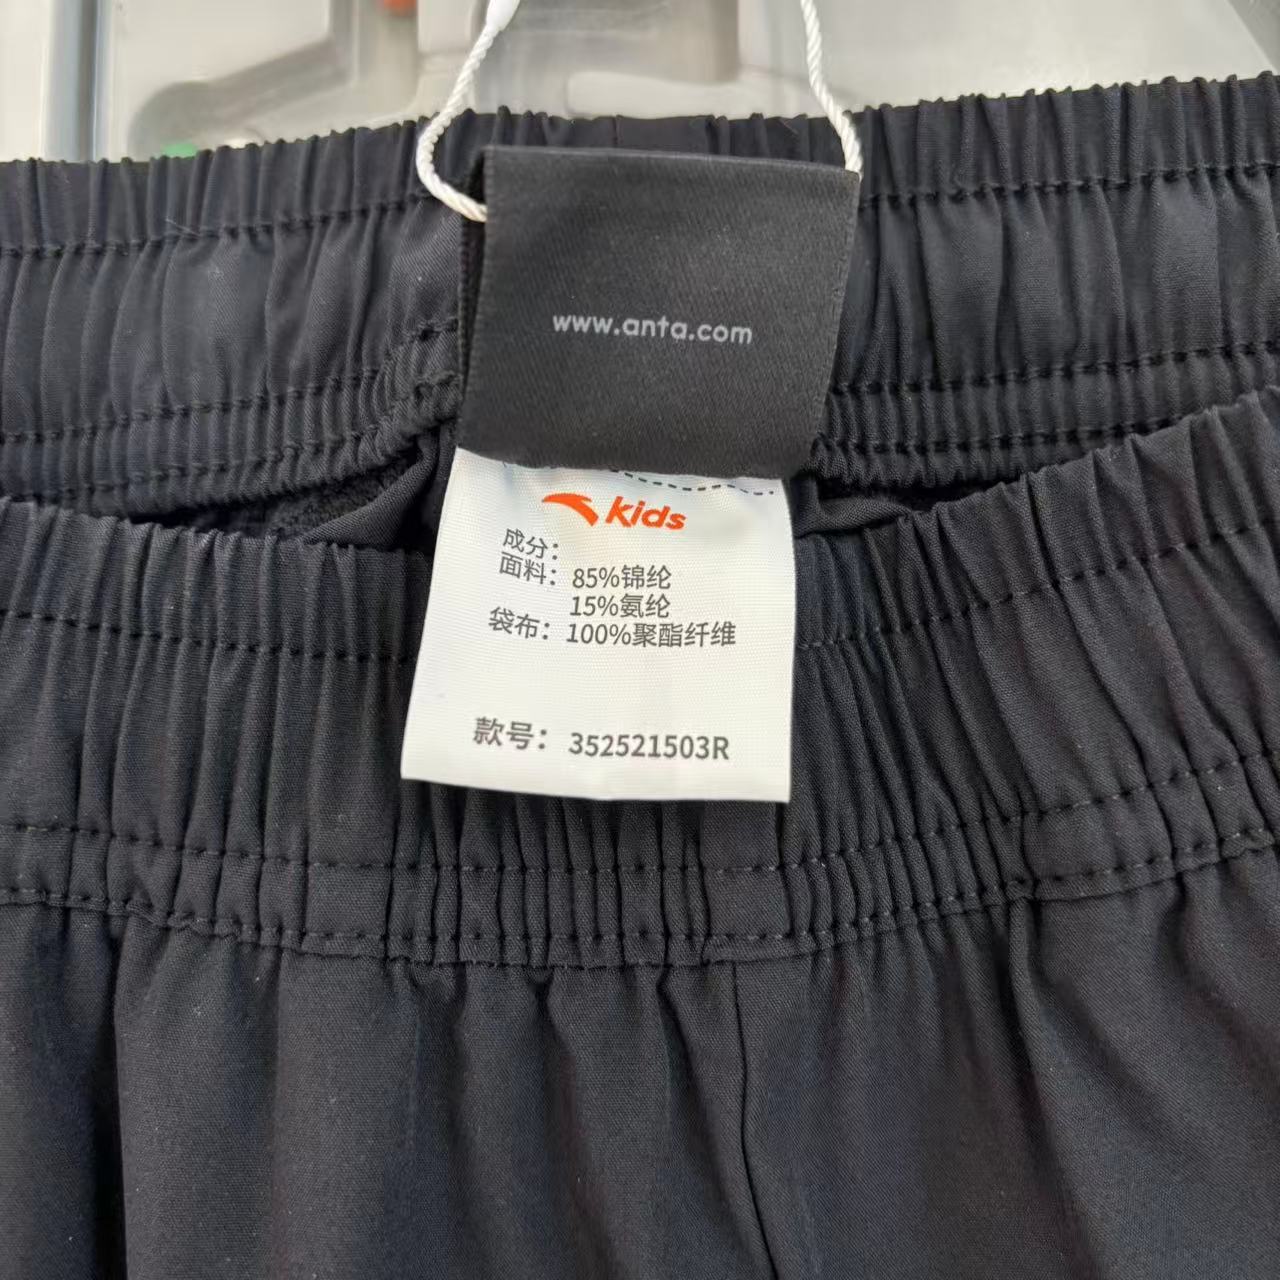 www.anta.com
kids
成分：
面料：85%锦纶
15%氨纶
袋布：100%聚酯纤维
款号：352521503R